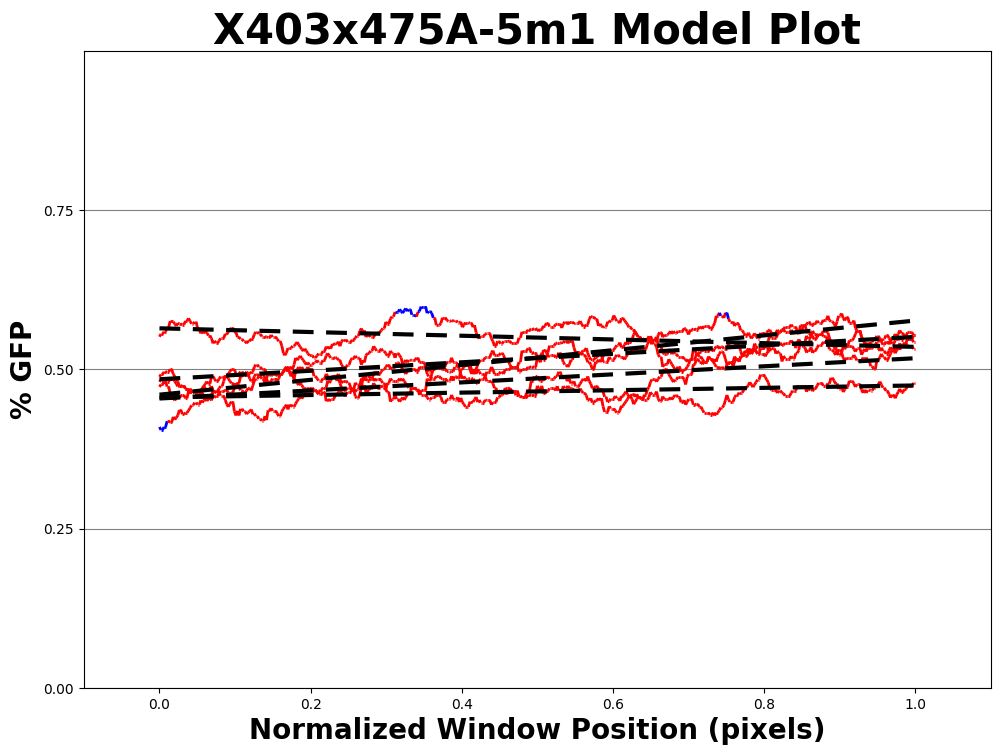 X403x475A-5m1 Model Plot
% GFP
0.75
0.50
0.25
0.00
0.0 0.2 0.4 0.6 0.8 1.0
Normalized Window Position (pixels)